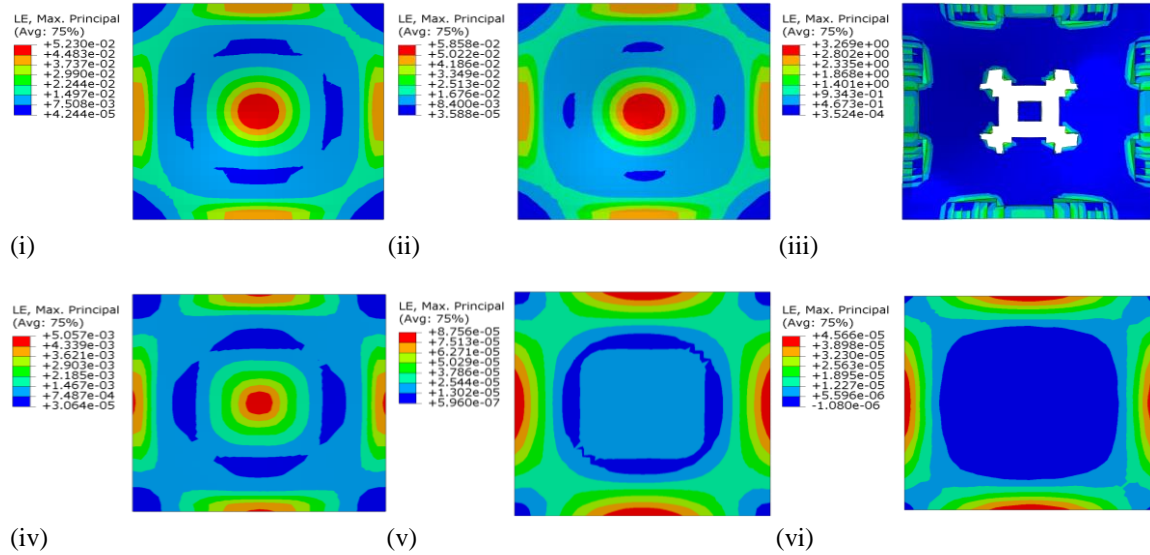 LE, Max. Principal
(Avg: 75%)
+5.230e-02
+4.483e-02
+3.737e-02
+2.990e-02
+2.244e-02
+1.497e-02
+7.508e-03
+4.244e-05
LE, Max. Principal
(Avg: 75%)
+5.858e-02
+5.022e-02
+4.186e-02
+3.349e-02
+2.513e-02
+1.676e-02
+8.400e-03
+3.588e-05
LE, Max. Principal
(Avg: 75%)
+3.269e+00
+2.802e+00
+2.335e+00
+1.868e+00
+1.401e+00
+9.343e-01
+4.673e-01
+3.524e-04
(i)
(ii)
(iii)
LE, Max. Principal
(Avg: 75%)
+5.057e-03
+4.339e-03
+3.621e-03
+2.903e-03
+2.185e-03
+1.467e-03
+7.487e-04
+3.064e-05
LE, Max. Principal
(Avg: 75%)
+8.756e-05
+7.513e-05
+6.271e-05
+5.029e-05
+3.786e-05
+2.544e-05
+1.302e-05
+5.960e-07
LE, Max. Principal
(Avg: 75%)
+4.566e-05
+3.898e-05
+3.230e-05
+2.563e-05
+1.895e-05
+1.227e-05
+5.596e-06
-1.080e-06
(iv)
(v)
(vi)